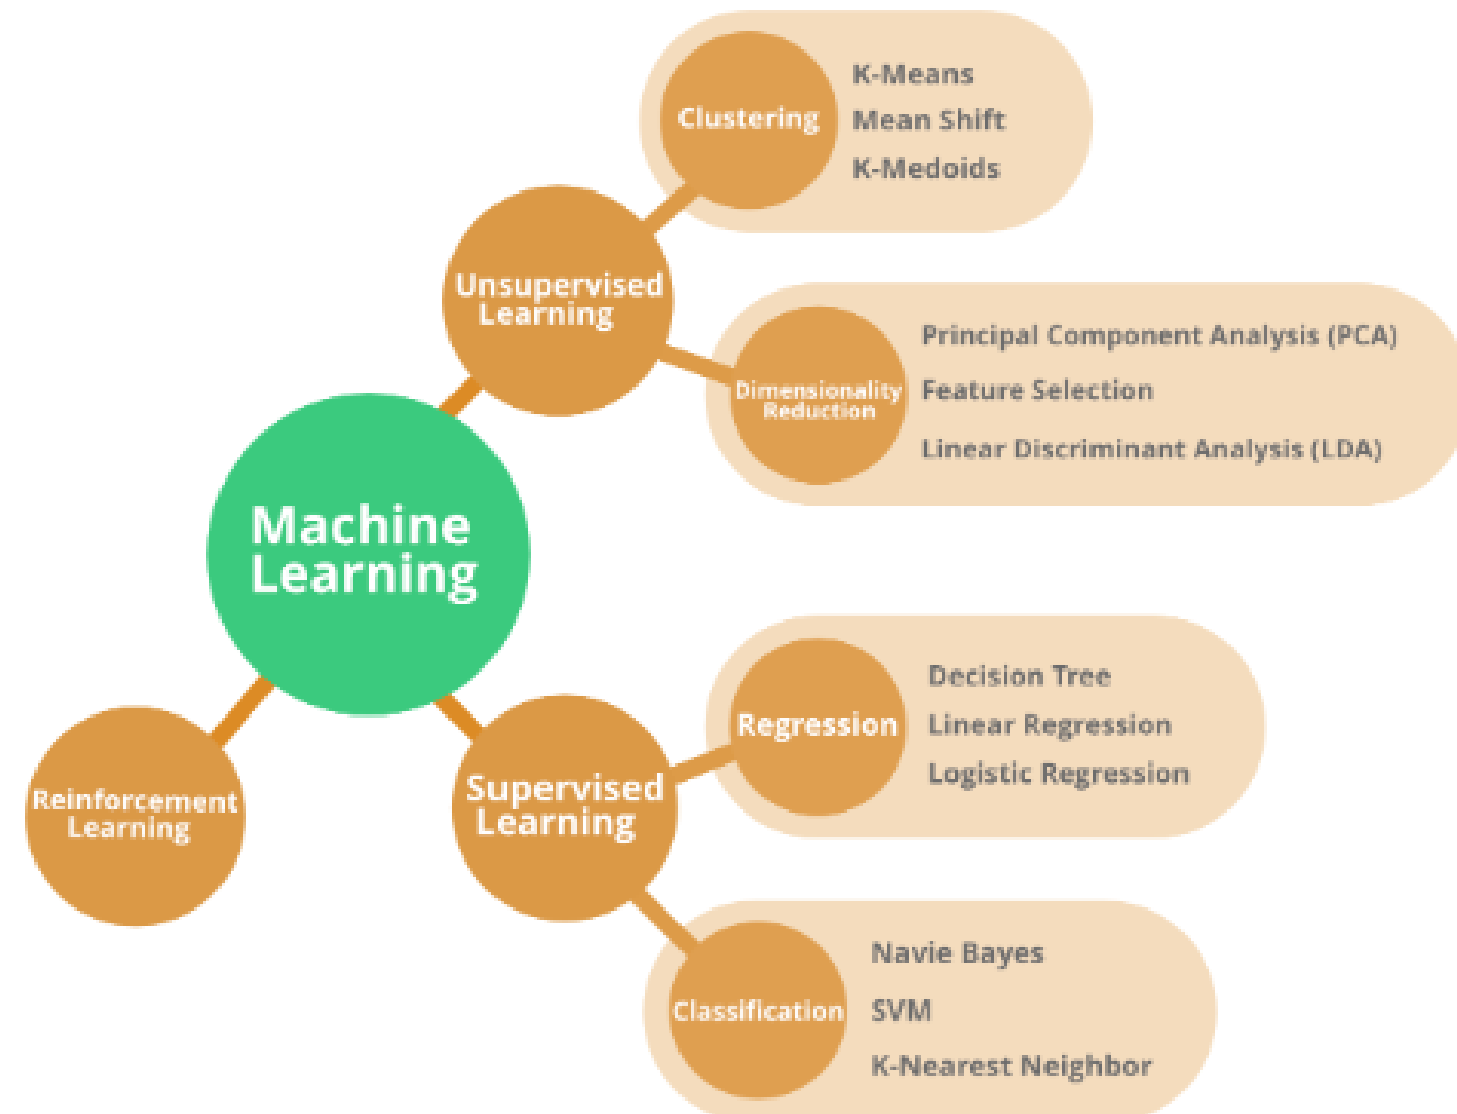 Machine
Learning
Unsupervised
Learning
Clustering
K-Means
Mean Shift
K-Medoids
Dimensionality
Reduction
Principal Component Analysis (PCA)
Feature Selection
Linear Discriminant Analysis (LDA)
Supervised
Learning
Regression
Decision Tree
Linear Regression
Logistic Regression
Classification
Navie Bayes
SVM
K-Nearest Neighbor
Reinforcement
Learning